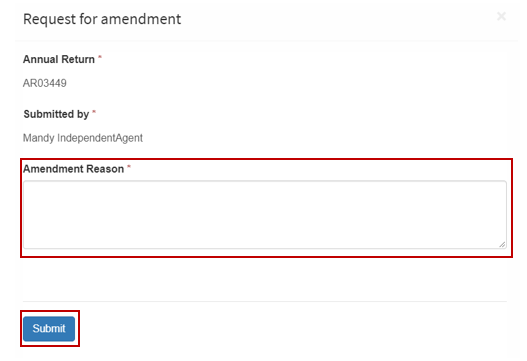 Request for amendment
×
Annual Return *
AR03449
Submitted by *
Mandy IndependentAgent
Amendment Reason *
Submit